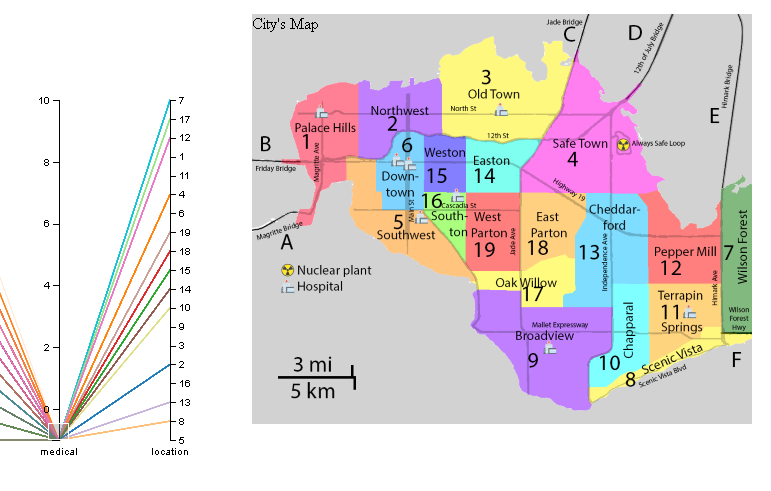 City's Map
Jade Bridge
C
D
12th of July Bridge
Himark Bridge
E
3
Old Town
North St
Northwest
2
Palace Hills
1
Magritte Ave
B
Friday Bridge
12th St
6
Weston
15
Easton
14
Safe Town
4
Always Safe Loop
Down-
town
Main St
16
Cascadia St
Highway 19
Magritte Bridge
A
5
Southwest
South-
ton
West
Parton
19
Jade Ave
East
Parton
18
Cheddar-
ford
13
Independence Ave
Pepper Mill
12
Himark Ave
7
Wilson Forest
Nuclear plant
Hospital
Oak Willow
17
Terrapin
11
Springs
Wilson
Forest
Hwy
Mallet Expressway
Broadview
9
Chapparal
10
8
Scenic Vista
Scenic Vista Blvd
F
3 mi
5 km
10
8
6
4
2
0
medical
7
17
12
1
11
4
6
19
18
15
14
10
9
3
2
16
13
8
5
location